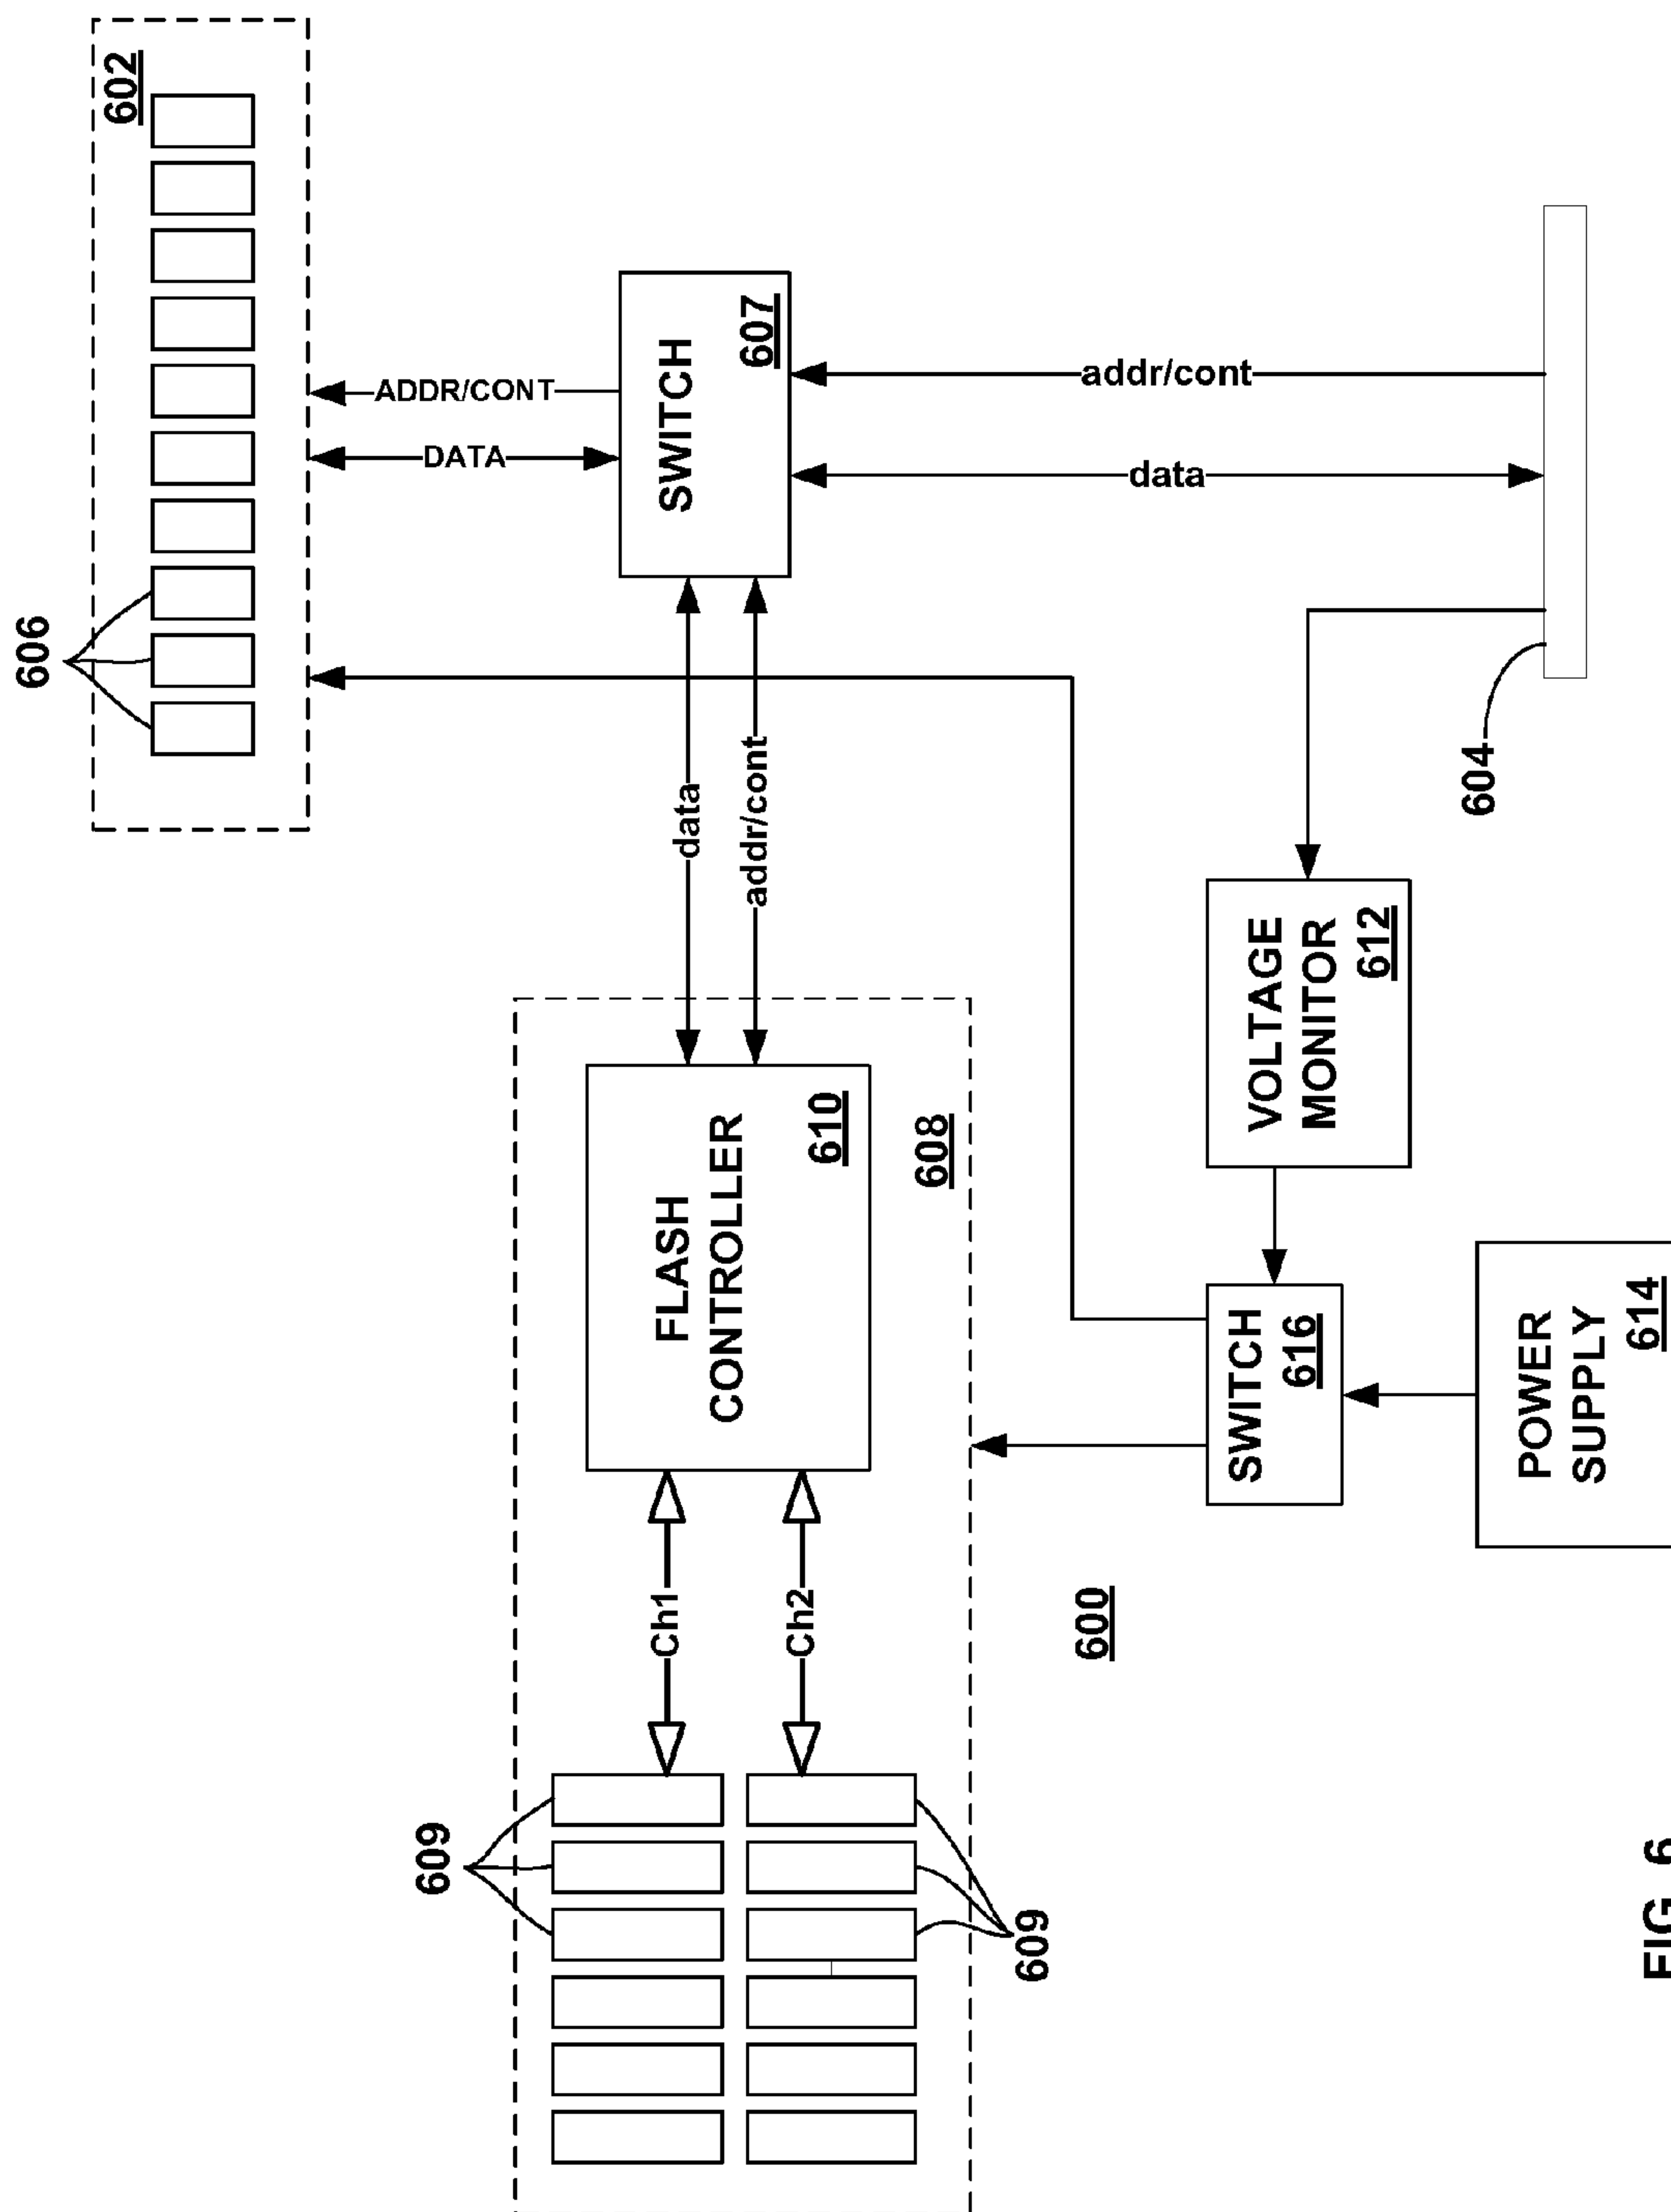 606
602
609
DATA
ADDR/CONT
Ch1
FLASH
CONTROLLER
610
data
addr/cont
SWITCH
607
Ch2
608
609
600
data
addr/cont
SWITCH
616
VOLTAGE
MONITOR
612
604
POWER
SUPPLY
614
FIG. 6